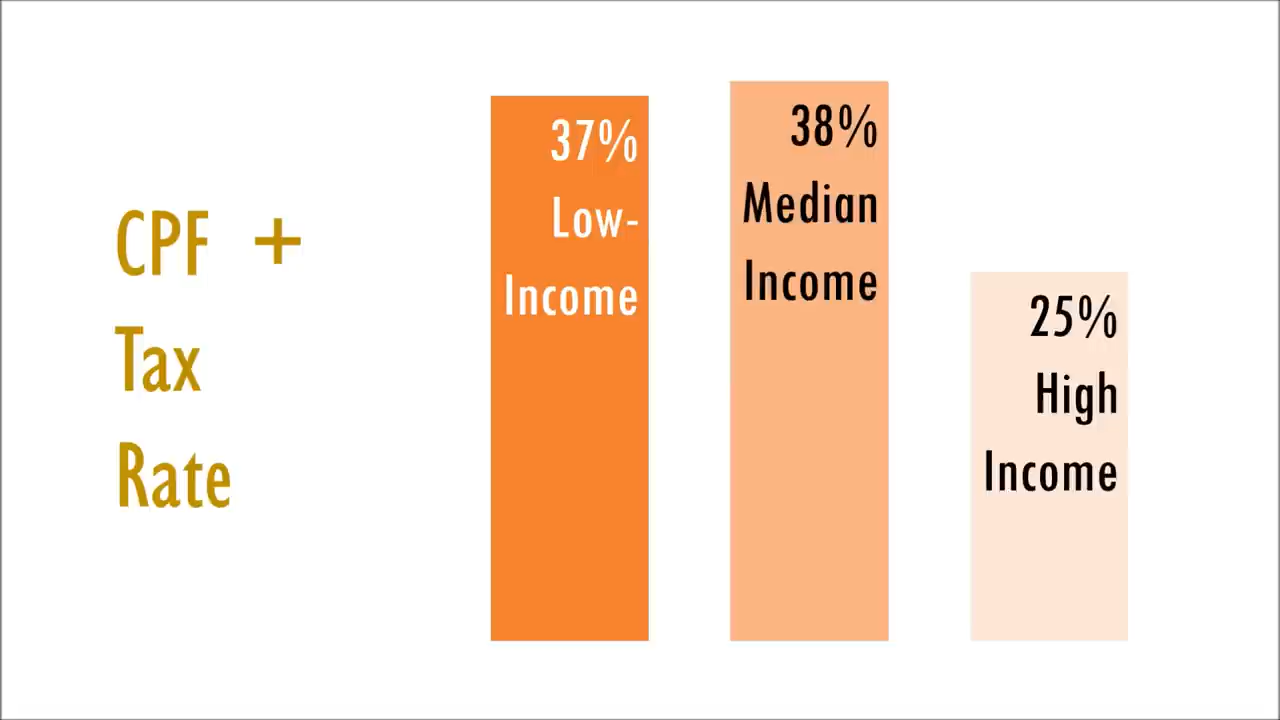 CPF +
Tax
Rate
37%
Low-
Income
38%
Median
Income
25%
High
Income